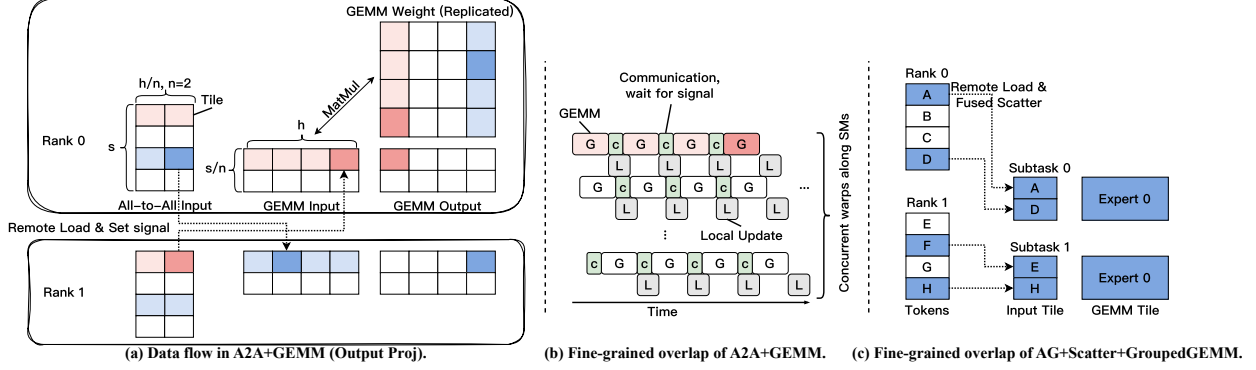 GEMM Weight (Replicated)
h/n, n=2
Tile
MatMul
Rank 0
s
h
s/n
All-to-All Input
GEMM Input
GEMM Output
Remote Load & Set signal
Rank 1
(a) Data flow in A2A+GEMM (Output Proj).
Communication,
wait for signal
GEMM
G c G c G c G
L L L L
G c G c G c G
...
L L L L
Local Update
...
c G c G c G c G
L L L L
Time
Concurrent warps along SMs
(b) Fine-grained overlap of A2A+GEMM.
Rank 0
Remote Load &
Fused Scatter
A
B
C
D
Subtask 0
A
D
Expert 0
Rank 1
E
F
G
H
Subtask 1
E
H
Expert 0
Tokens
Input Tile
GEMM Tile
(c) Fine-grained overlap of AG+Scatter+GroupedGEMM.